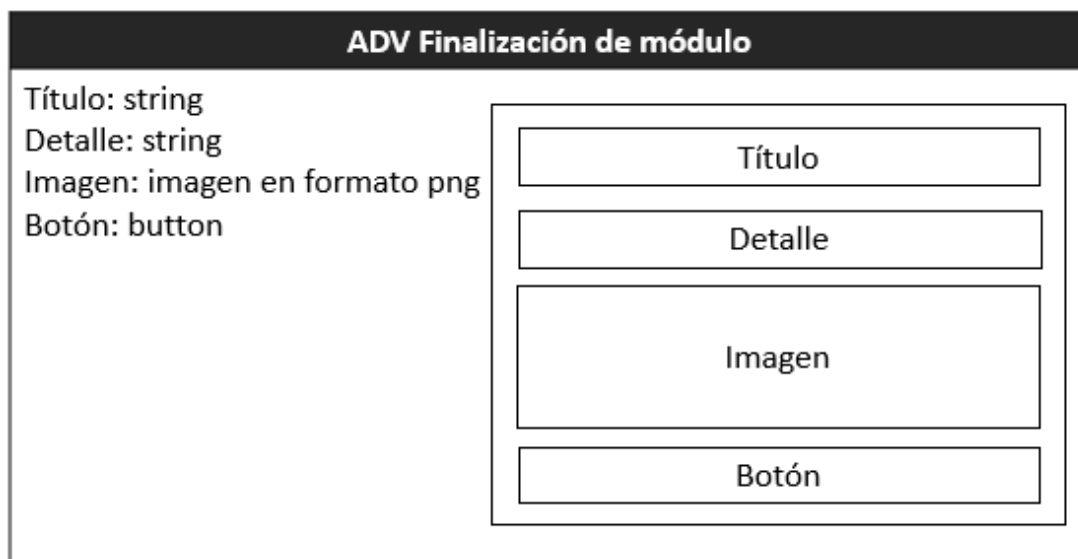 ADV Finalización de módulo
Título: string
Detalle: string
Imagen: imagen en formato png
Botón: button
Título
Detalle
Imagen
Botón